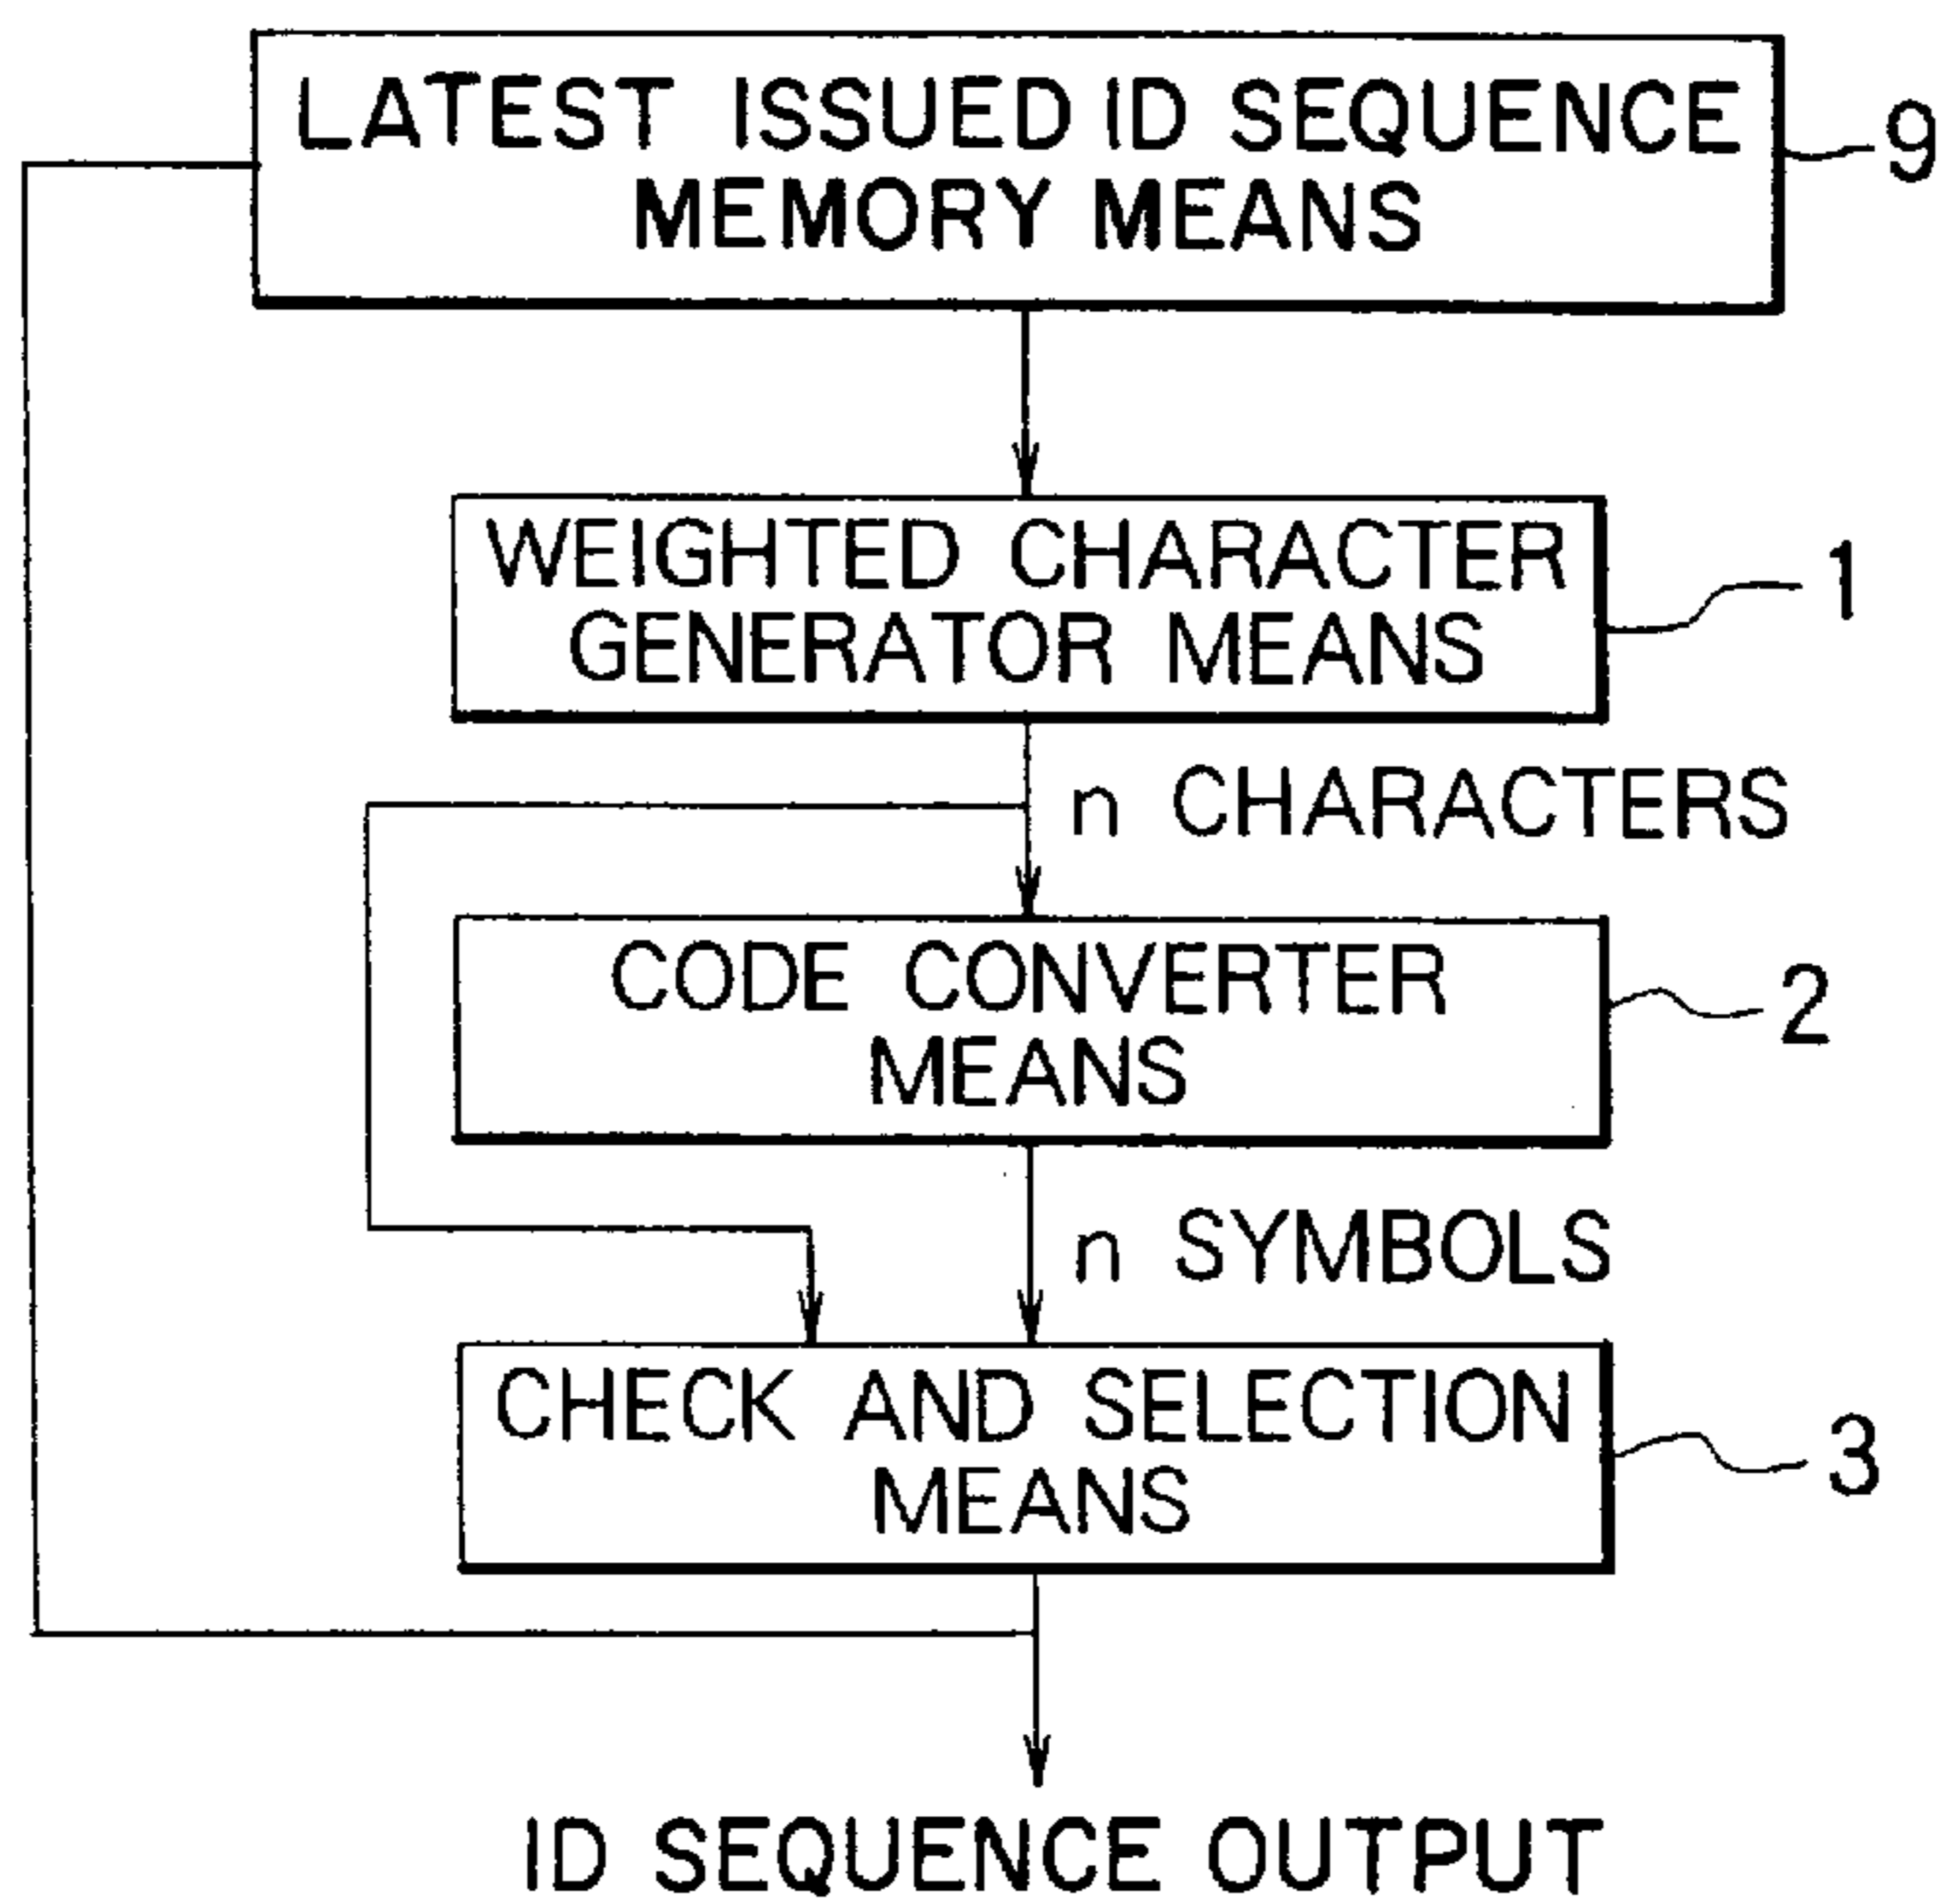 LATEST ISSUED ID SEQUENCE
MEMORY MEANS
9
WEIGHTED CHARACTER
GENERATOR MEANS
1
n CHARACTERS
CODE CONVERTER
MEANS
2
n SYMBOLS
CHECK AND SELECTION
MEANS
3
ID SEQUENCE OUTPUT